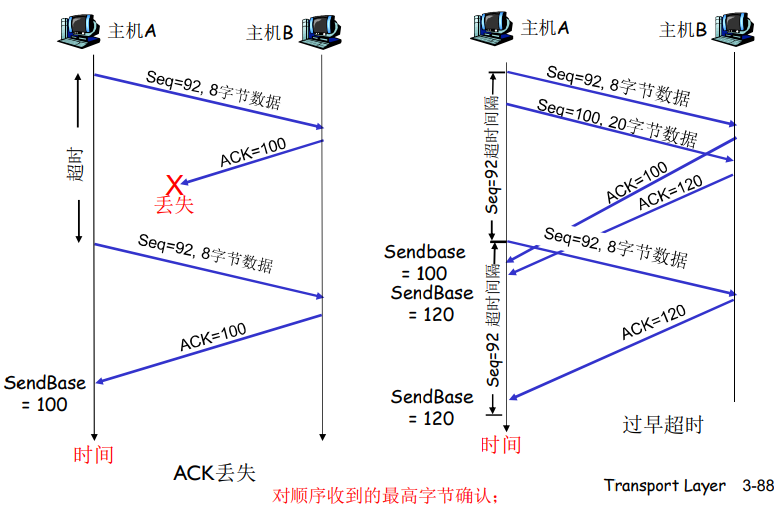 主机A
主机B
Seq=92, 8字节数据
ACK=100
X
丢失
超时
Seq=92, 8字节数据
ACK=100
SendBase
= 100
时间
ACK丢失
主机A
主机B
Seq=92, 8字节数据
Seq=100, 20字节数据
Seq=92超时间隔
ACK=100
ACK=120
Seq=92, 8字节数据
Sendbase
= 100
SendBase
= 120
Seq=92 超时间隔
ACK=120
SendBase
= 120
时间
过早超时
对顺序收到的最高字节确认；
Transport Layer 3-88